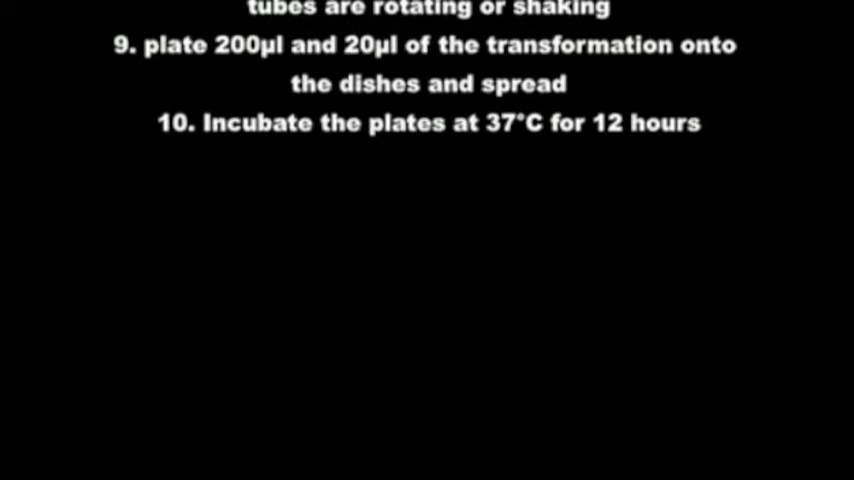 tubes are rotating or shaking
9. plate 200µl and 20µl of the transformation onto
the dishes and spread
10. Incubate the plates at 37°C for 12 hours